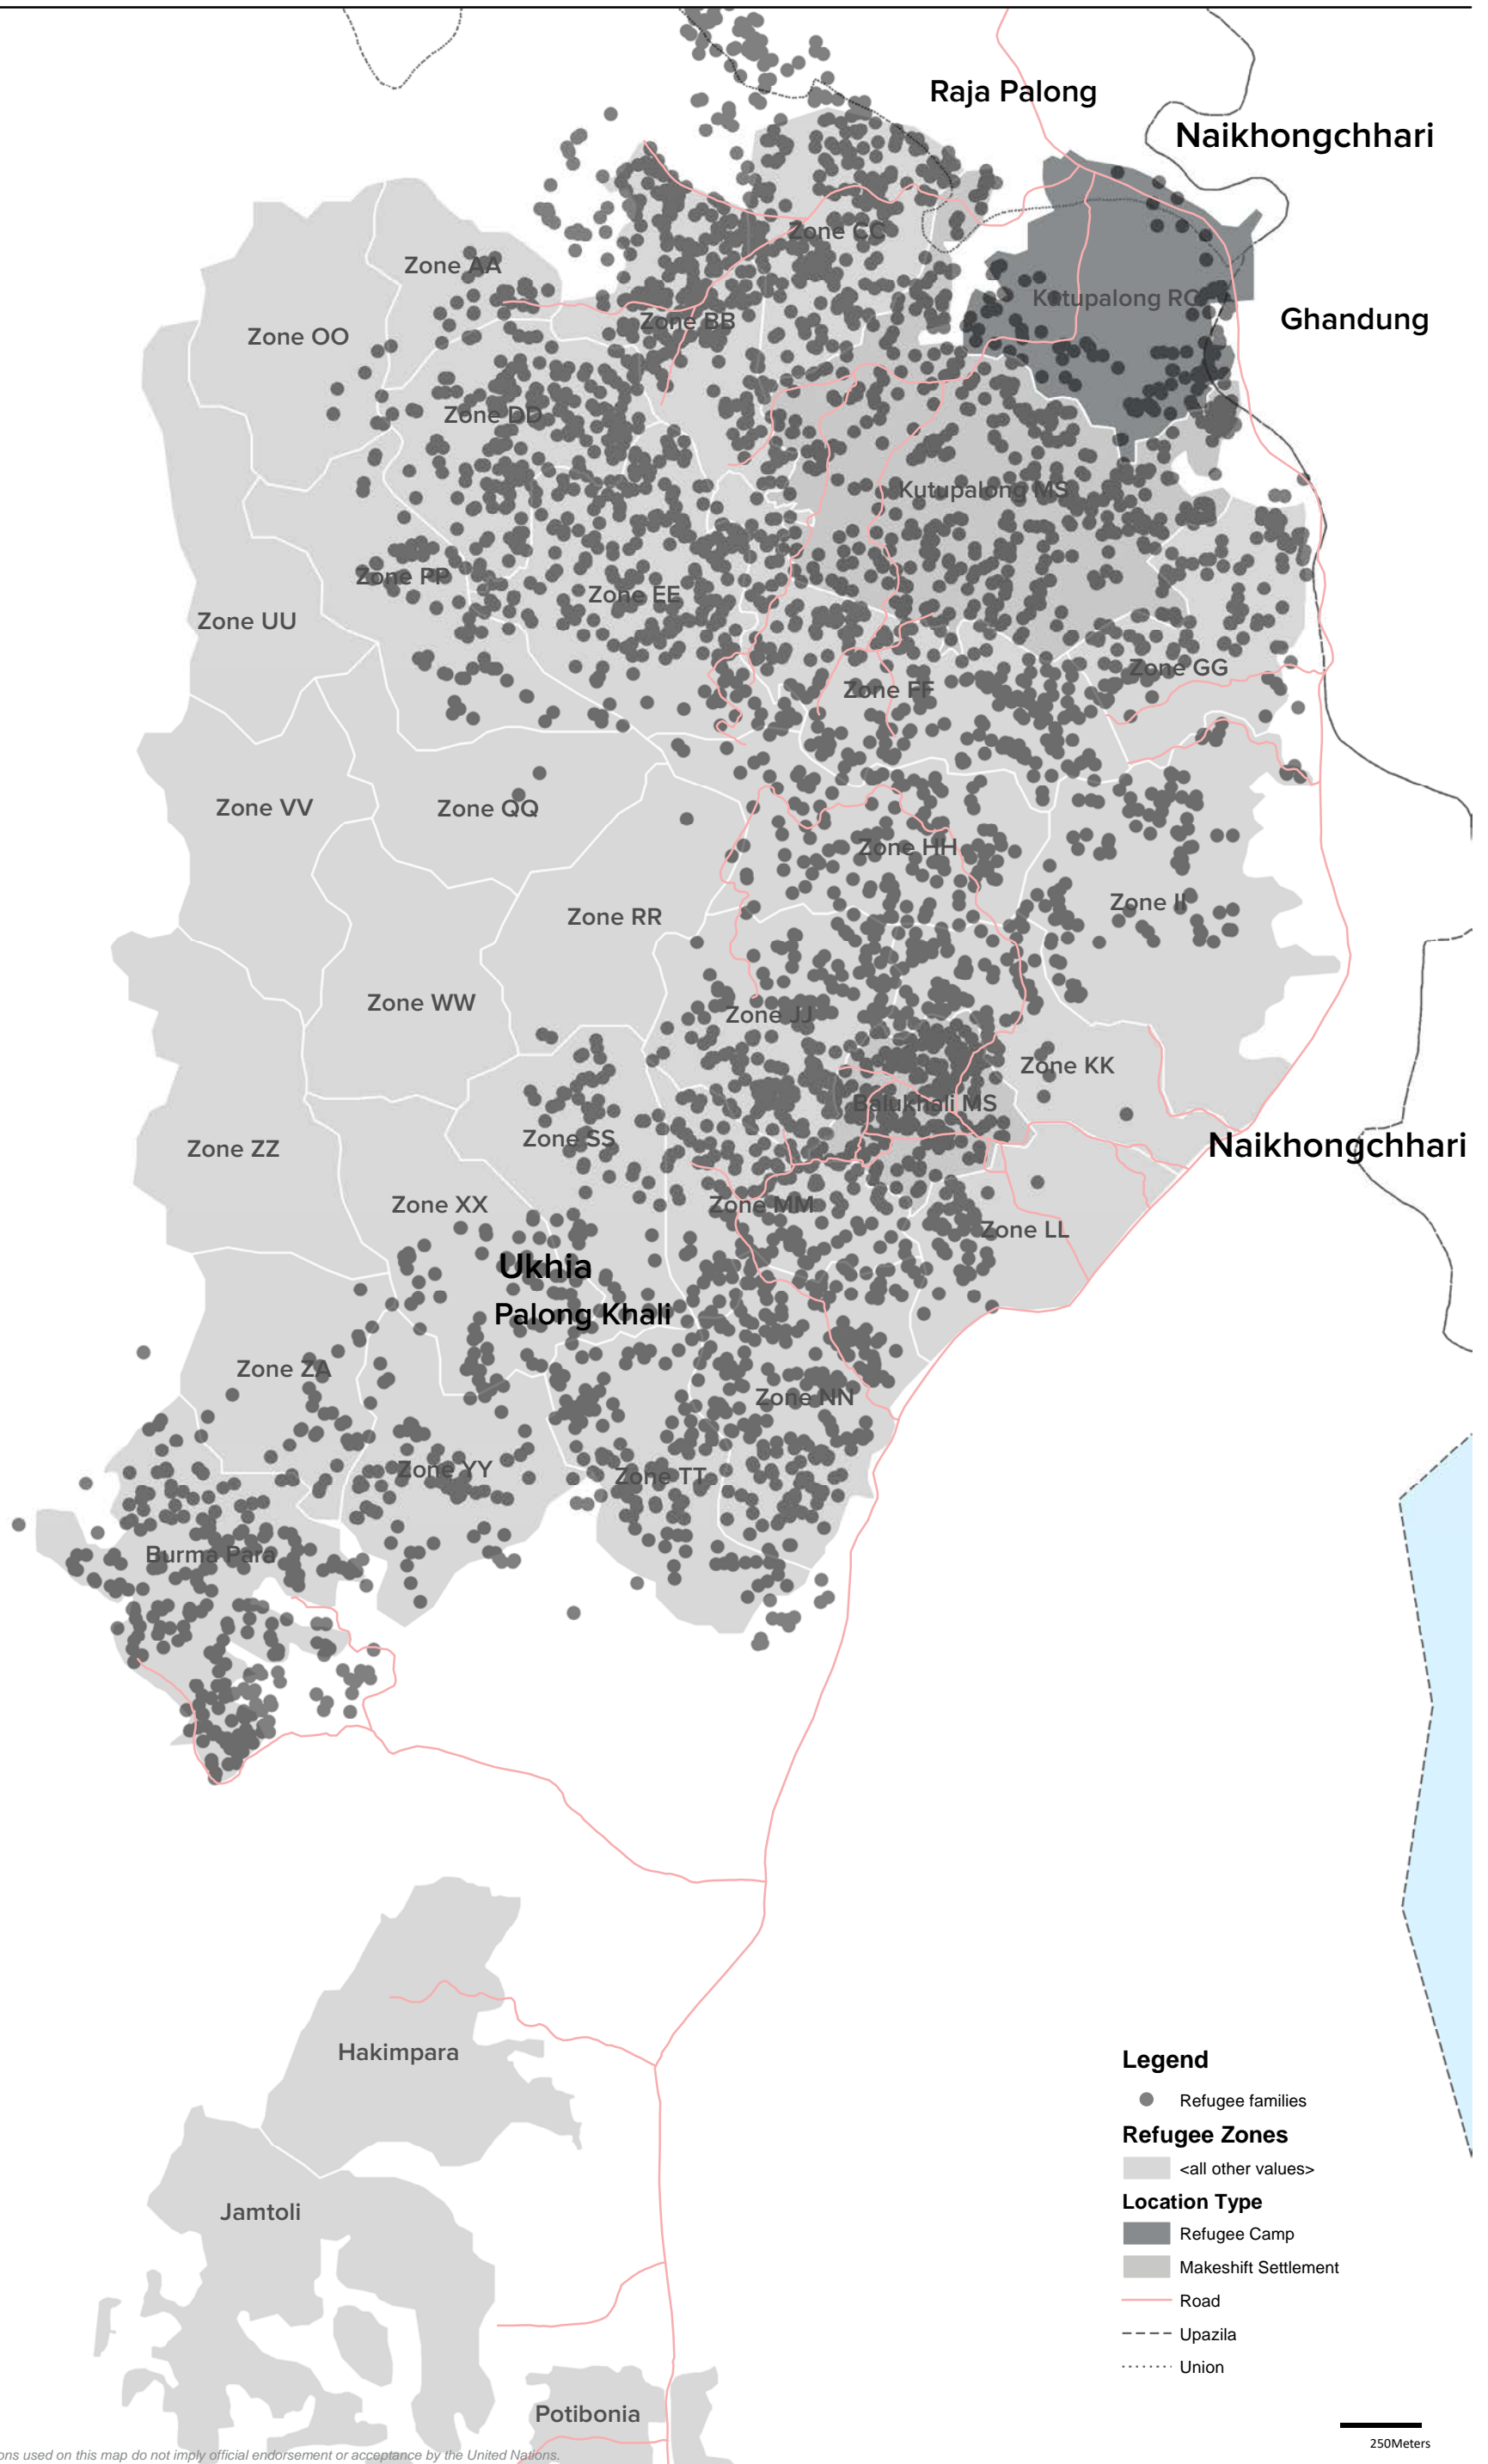 Raja Palong
Naikhongchhari
Zone CC
Zone AA
Kutupalong RC
Zone BB
Ghandung
Zone OO
Zone DD
Kutupalong MS
Zone PP
Zone EE
Zone UU
Zone GG
Zone FF
Zone VV
Zone QQ
Zone HH
Zone II
Zone RR
Zone WW
Zone JJ
Zone KK
Balukhali MS
Zone SS
Zone ZZ
Naikhongchhari
Zone XX
Zone MM
Zone LL
Ukhia
Palong Khali
Zone ZA
Zone NN
Zone YY
Zone TT
Burma Para
Hakimpara
Jamtoli
Potibonia
Legend
Refugee families
Refugee Zones
<all other values>
Location Type
Refugee Camp
Makeshift Settlement
Road
Upazila
Union
250Meters
ons used on this map do not imply official endorsement or acceptance by the United Nations.